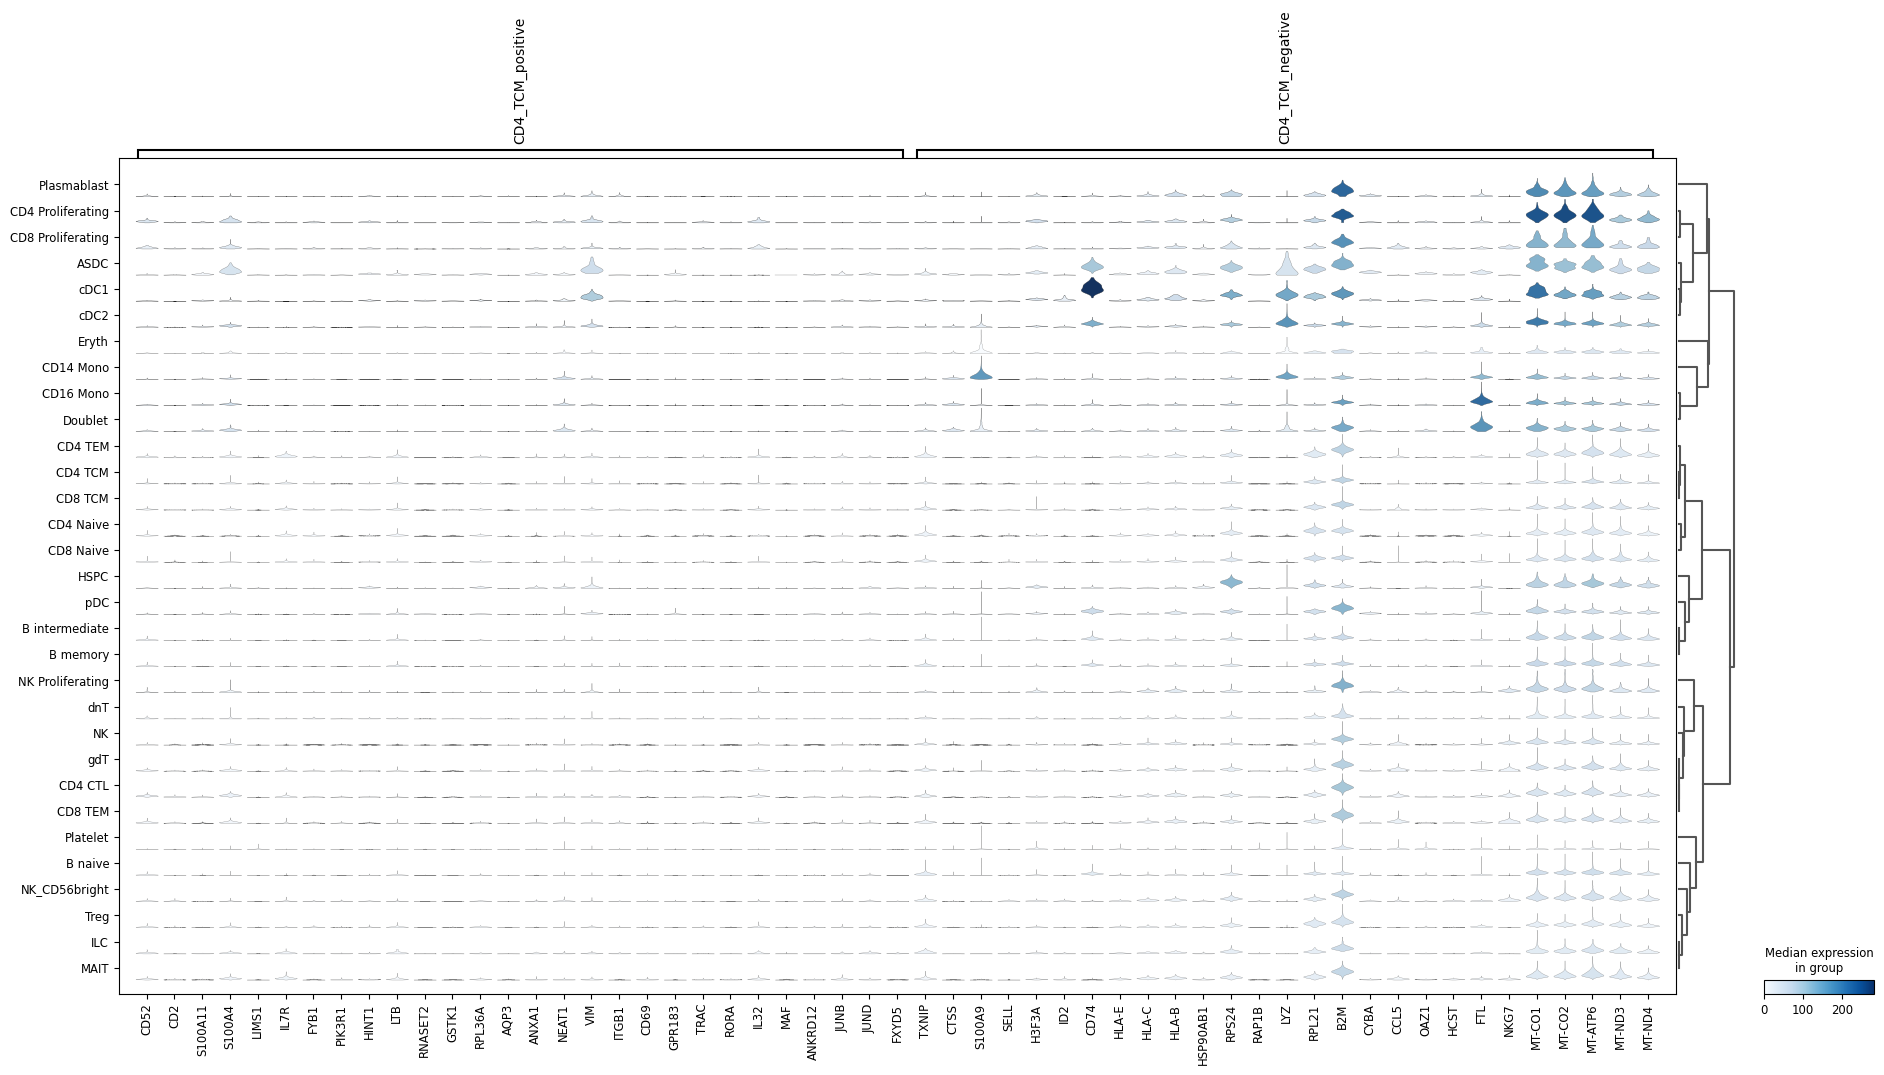 CD4_TCM_positive
CD4_TCM_negative
Plasmablast
CD4 Proliferating
CD8 Proliferating
ASDC
cDC1
cDC2
Eryth
CD14 Mono
CD16 Mono
Doublet
CD4 TEM
CD4 TCM
CD8 TCM
CD4 Naive
CD8 Naive
HSPC
pDC
B intermediate
B memory
NK Proliferating
dnT
NK
gdT
CD4 CTL
CD8 TEM
Platelet
B naive
NK_CD56bright
Treg
ILC
MAIT
CD52
CD2
S100A11
S100A4
LIMS1
IL7R
FYB1
PIK3R1
HINT1
LTB
RNASET2
GSTK1
RPL36A
AQP3
ANXA1
NEAT1
VIM
ITGB1
CD69
GPR183
TRAC
RORA
IL32
MAF
ANKRD12
JUNB
JUND
FXYD5
TXNIP
CTSS
S100A9
SELL
H3F3A
ID2
CD74
HLA-E
HLA-C
HLA-B
HSP90AB1
RPS24
RAP1B
LYZ
RPL21
B2M
CYBA
CCL5
OAZ1
HCST
FTL
NKG7
MT-CO1
MT-CO2
MT-ATP6
MT-ND3
MT-ND4
Median expression
in group
0 100 200